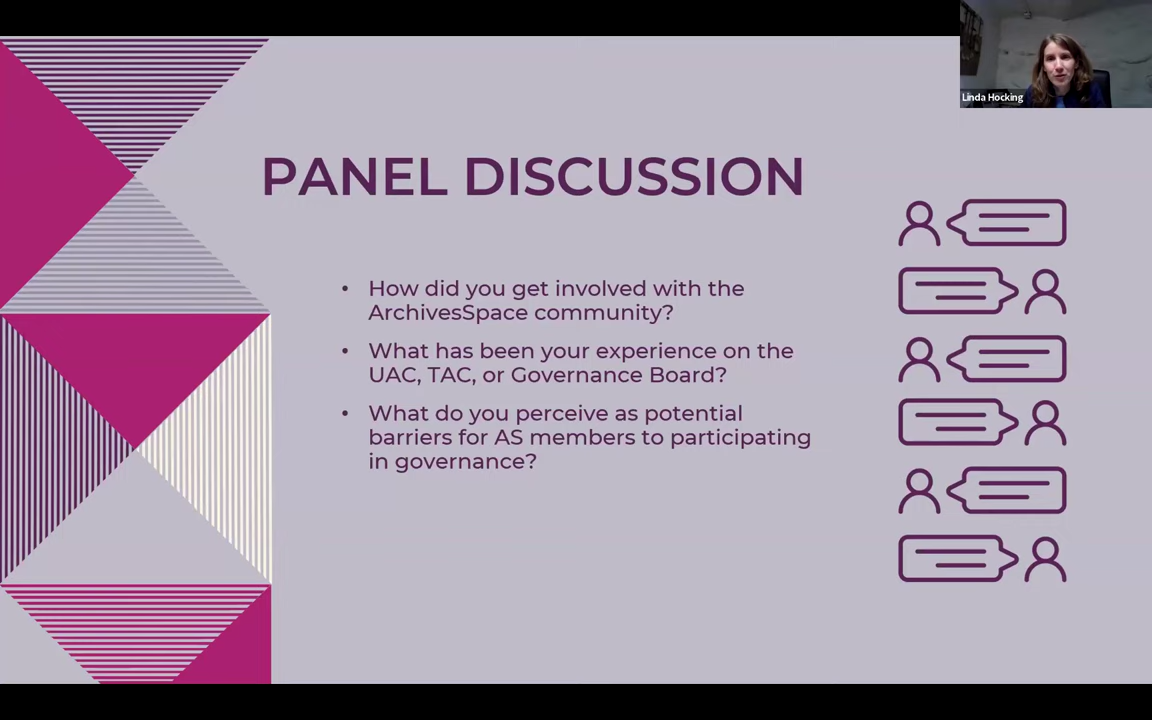 Linda Hocking
PANEL DISCUSSION
• How did you get involved with the
ArchivesSpace community?
• What has been your experience on the
UAC, TAC, or Governance Board?
• What do you perceive as potential
barriers for AS members to participating
in governance?